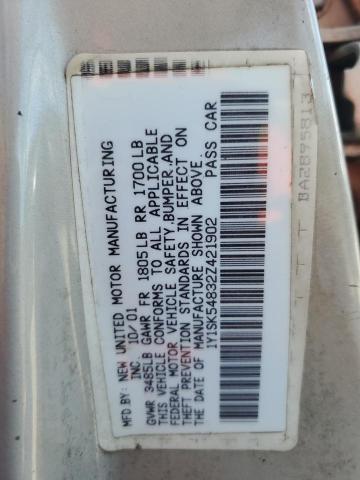 MFD.BY: NEW UNITED MOTOR MANUFACTURING
INC. 10/01
GVWR 3485LB GAWR FR 1805LB RR 1700LB
THIS VEHICLE CONFORMS TO ALL APPLICABLE
FEDERAL MOTOR VEHICLE SAFETY,BUMPER,AND
THEFT PREVENTION STANDARDS IN EFFECT ON
THE DATE OF MANUFACTURE SHOWN ABOVE
1Y1SK54832Z421902 PASS CAR
BA2895813